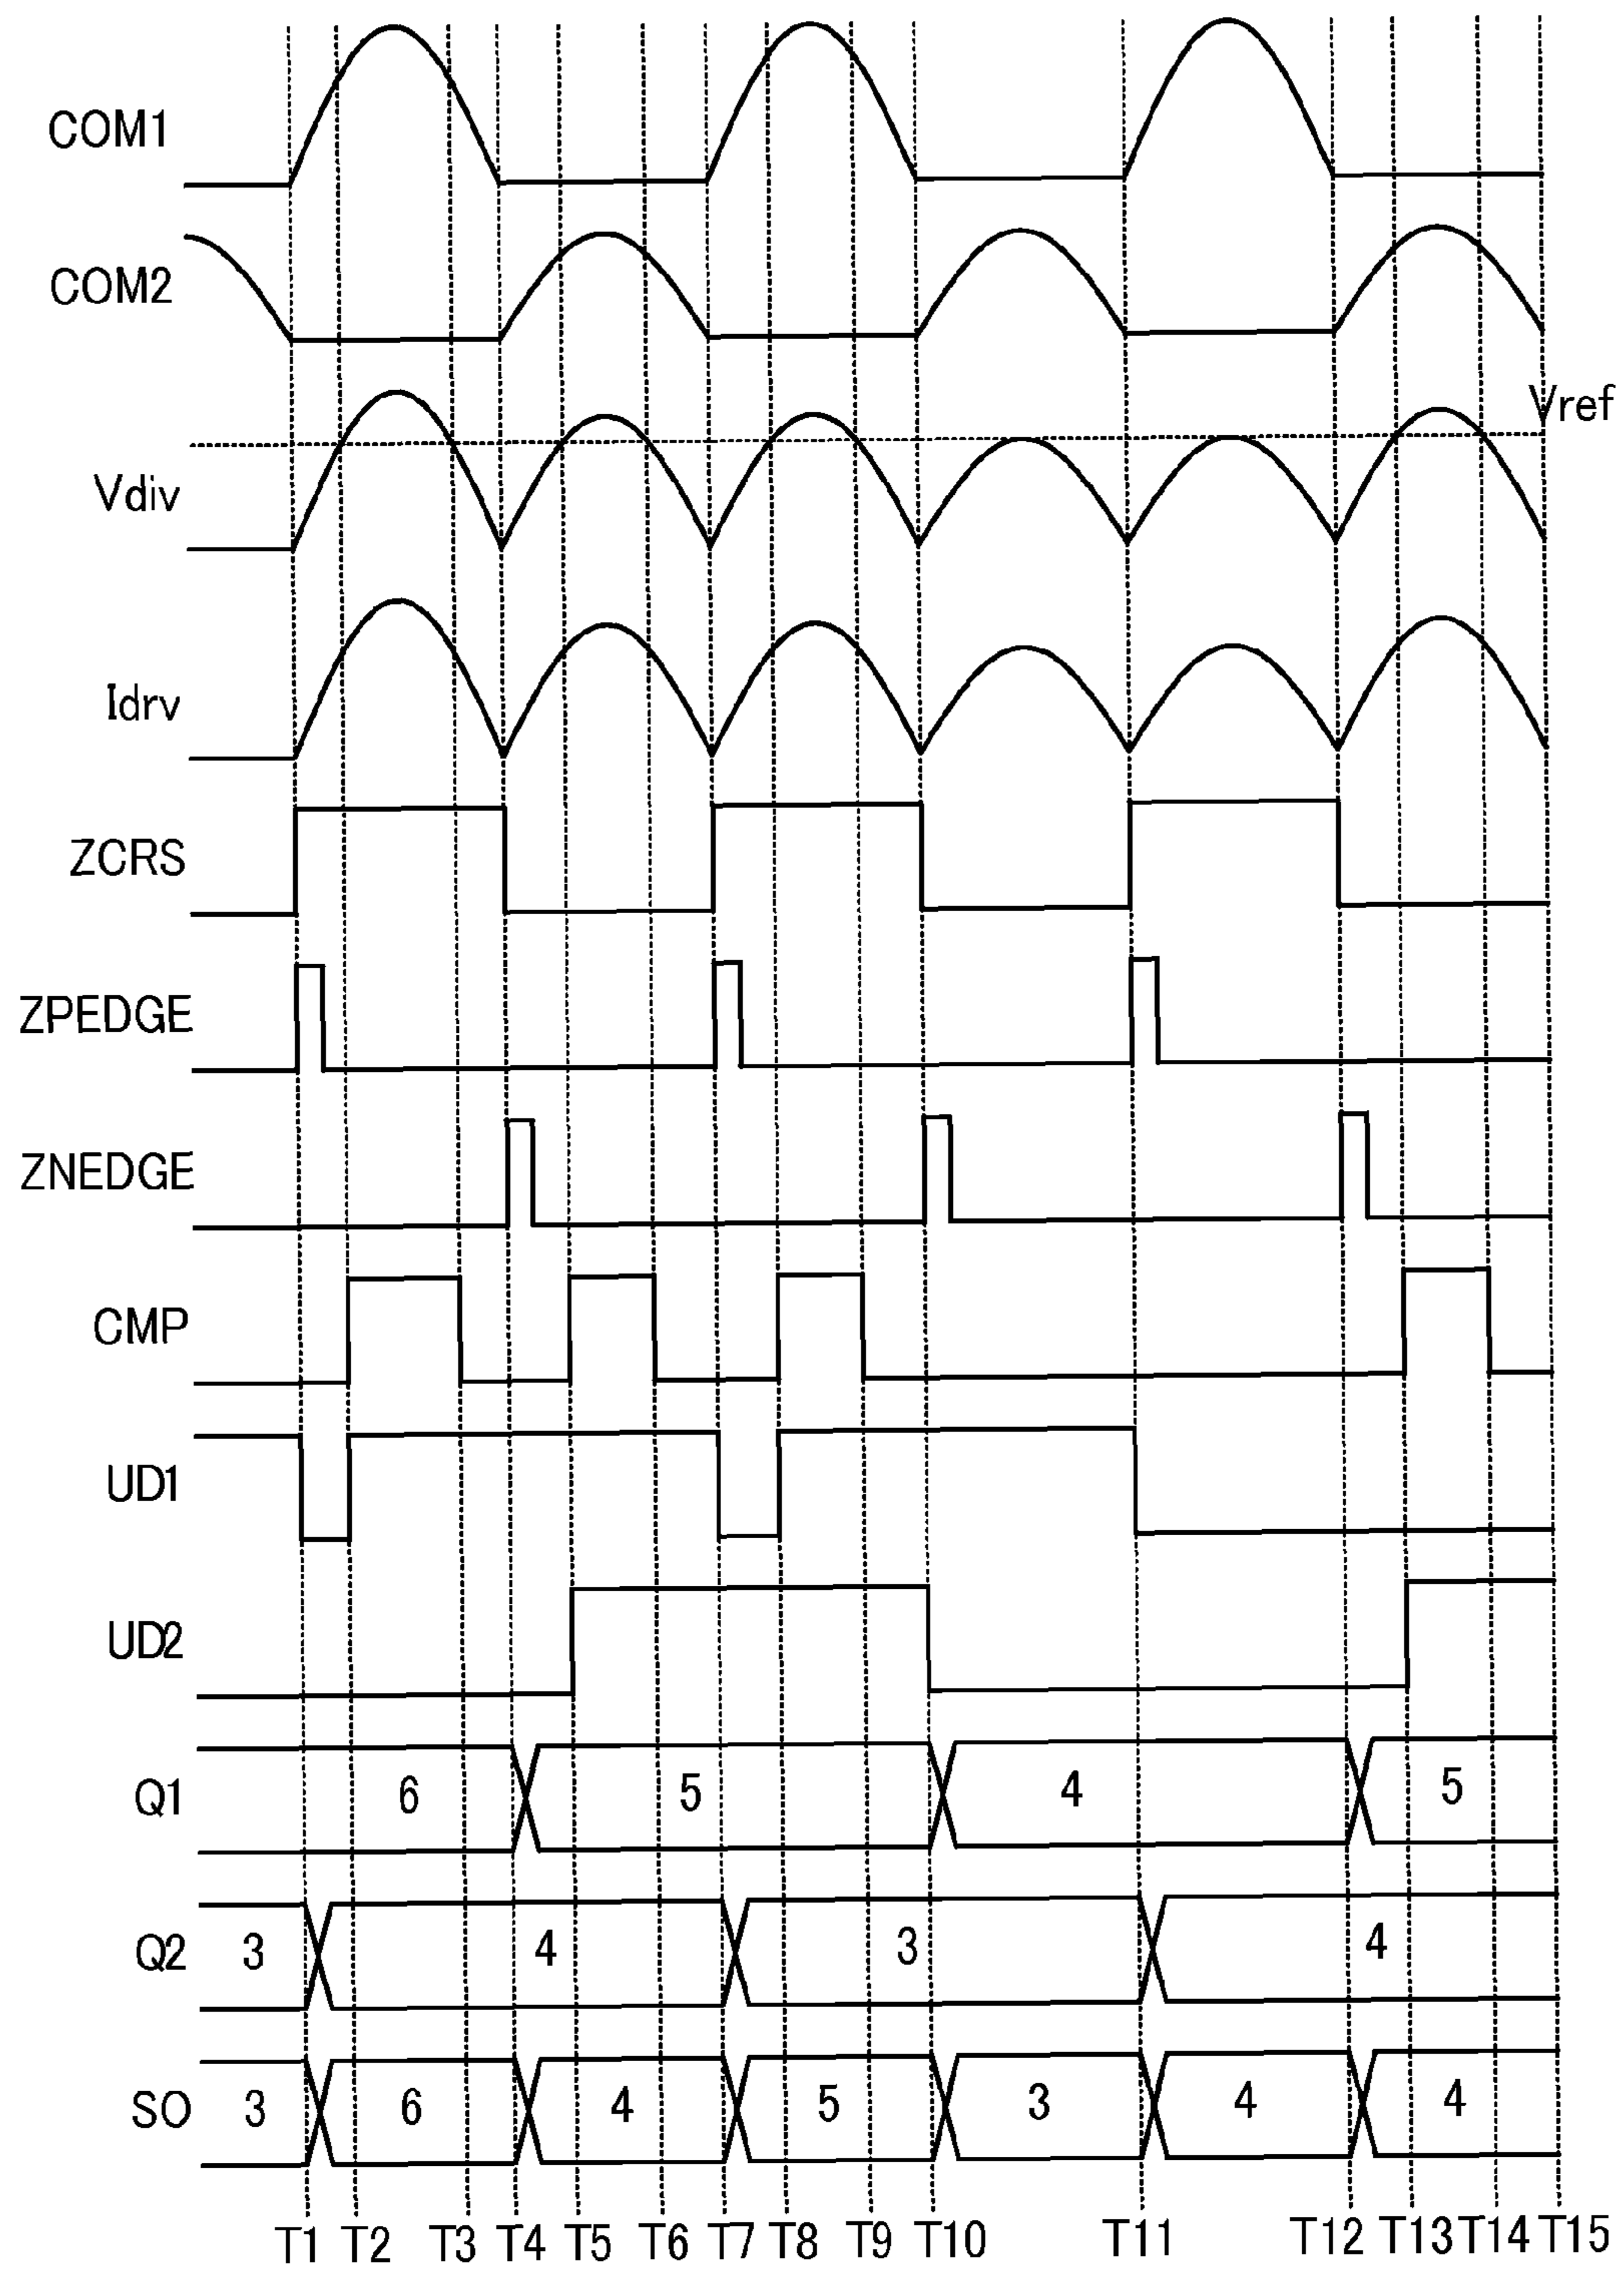 COM1
COM2
Vref
Vdiv
Idrv
ZCRS
ZPEDGE
ZNEDGE
CMP
UD1
UD2
Q1 6 5 4 5
Q2 3 4 3 4
SO 3 6 4 5 3 4 4
T1 T2 T3 T4 T5 T6 T7 T8 T9 T10 T11 T12 T13 T14 T15